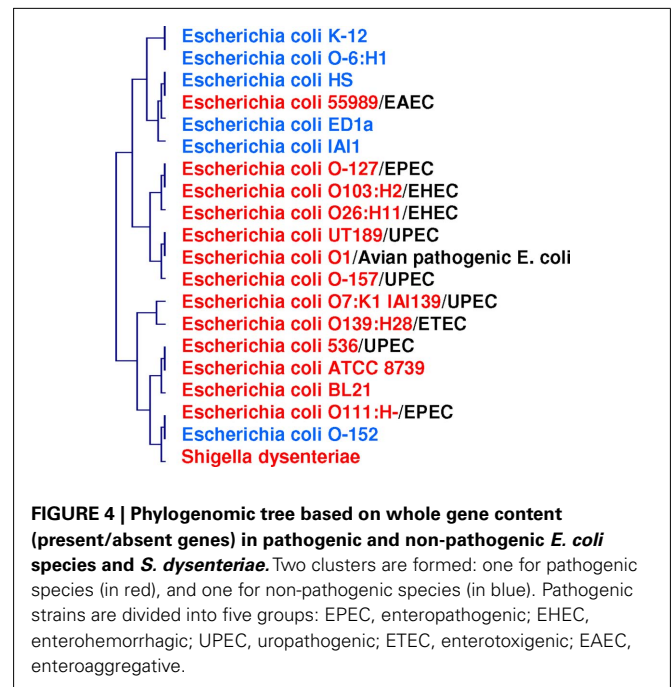 Escherichia coli K-12
Escherichia coli O-6:H1
Escherichia coli HS
Escherichia coli 55989/EAEC
Escherichia coli ED1a
Escherichia coli IAI1
Escherichia coli O-127/EPEC
Escherichia coli O103:H2/EHEC
Escherichia coli O26:H11/EHEC
Escherichia coli UT189/UPEC
Escherichia coli O1/Avian pathogenic E. coli
Escherichia coli O-157/UPEC
Escherichia coli O7:K1 IAI139/UPEC
Escherichia coli O139:H28/ETEC
Escherichia coli 536/UPEC
Escherichia coli ATCC 8739
Escherichia coli BL21
Escherichia coli O111:H-/EPEC
Escherichia coli O-152
Shigella dysenteriae
FIGURE 4 | Phylogenomic tree based on whole gene content
(present/absent genes) in pathogenic and non-pathogenic E. coli
species and S. dysenteriae. Two clusters are formed: one for pathogenic
species (in red), and one for non-pathogenic species (in blue). Pathogenic
strains are divided into five groups: EPEC, enteropathogenic; EHEC,
enterohemorrhagic; UPEC, uropathogenic; ETEC, enterotoxigenic; EAEC,
enteroaggregative.